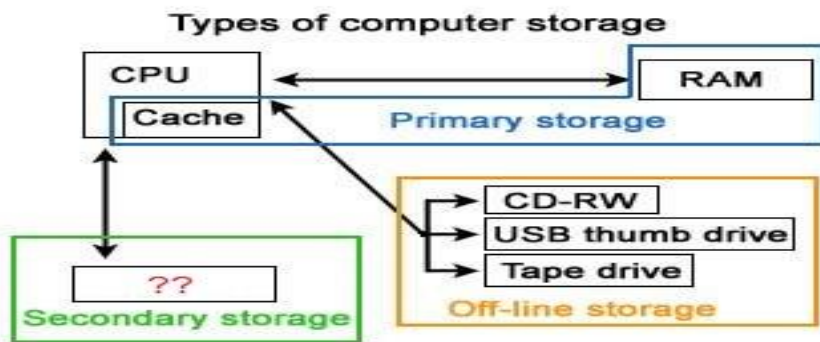 Types of computer storage
CPU
RAM
Cache
Primary storage
CD-RW
USB thumb drive
Tape drive
Off-line storage
??
Secondary storage